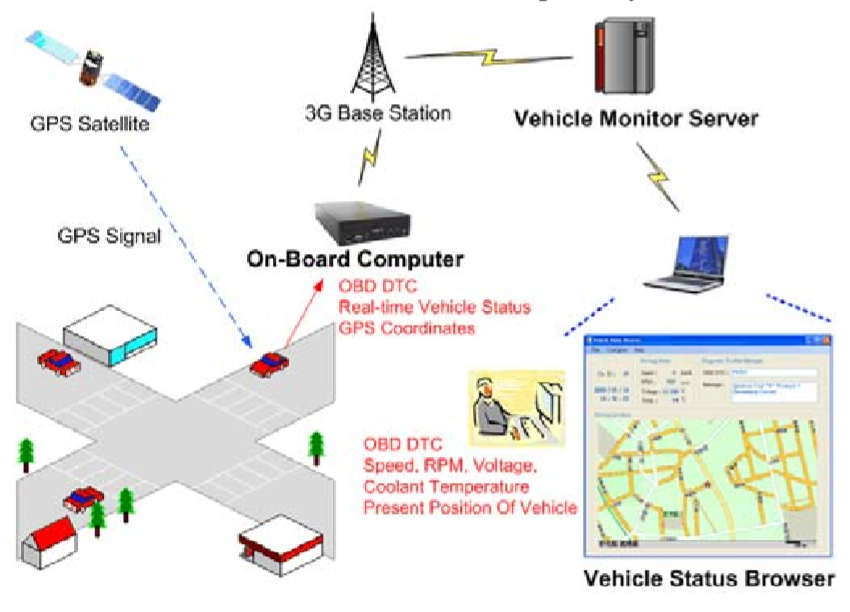 GPS Satellite
3G Base Station
Vehicle Monitor Server
GPS Signal
On-Board Computer
OBD DTC
Real-time Vehicle Status
GPS Coordinates
OBD DTC
Speed, RPM, Voltage,
Coolant Temperature
Present Position Of Vehicle
Vehicle Status Browser